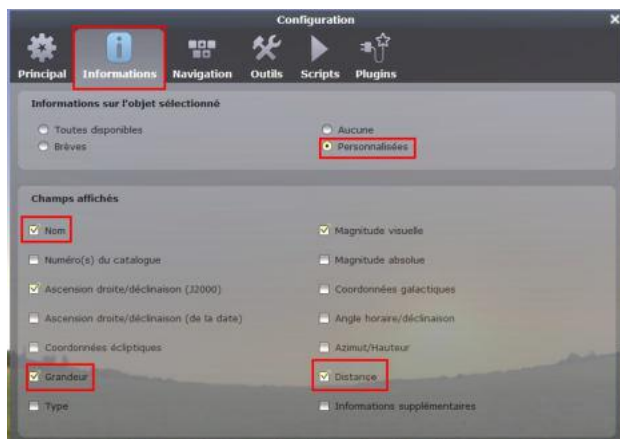 Configuration
Principal Informations Navigation Outils Scripts Plugins
Informations sur l'objet sélectionné
Toutes disponibles Aucune
Brèves Personnalisées
Champs affichés
Nom Magnitude visuelle
Numéro(s) du catalogue Magnitude absolue
Ascension droite/déclinaison (J2000) Coordonnées galactiques
Ascension droite/déclinaison (de la date) Angle horaire/déclinaison
Coordonnées écliptiques Azimut/Hauteur
Grandeur Distance
Type Informations supplémentaires